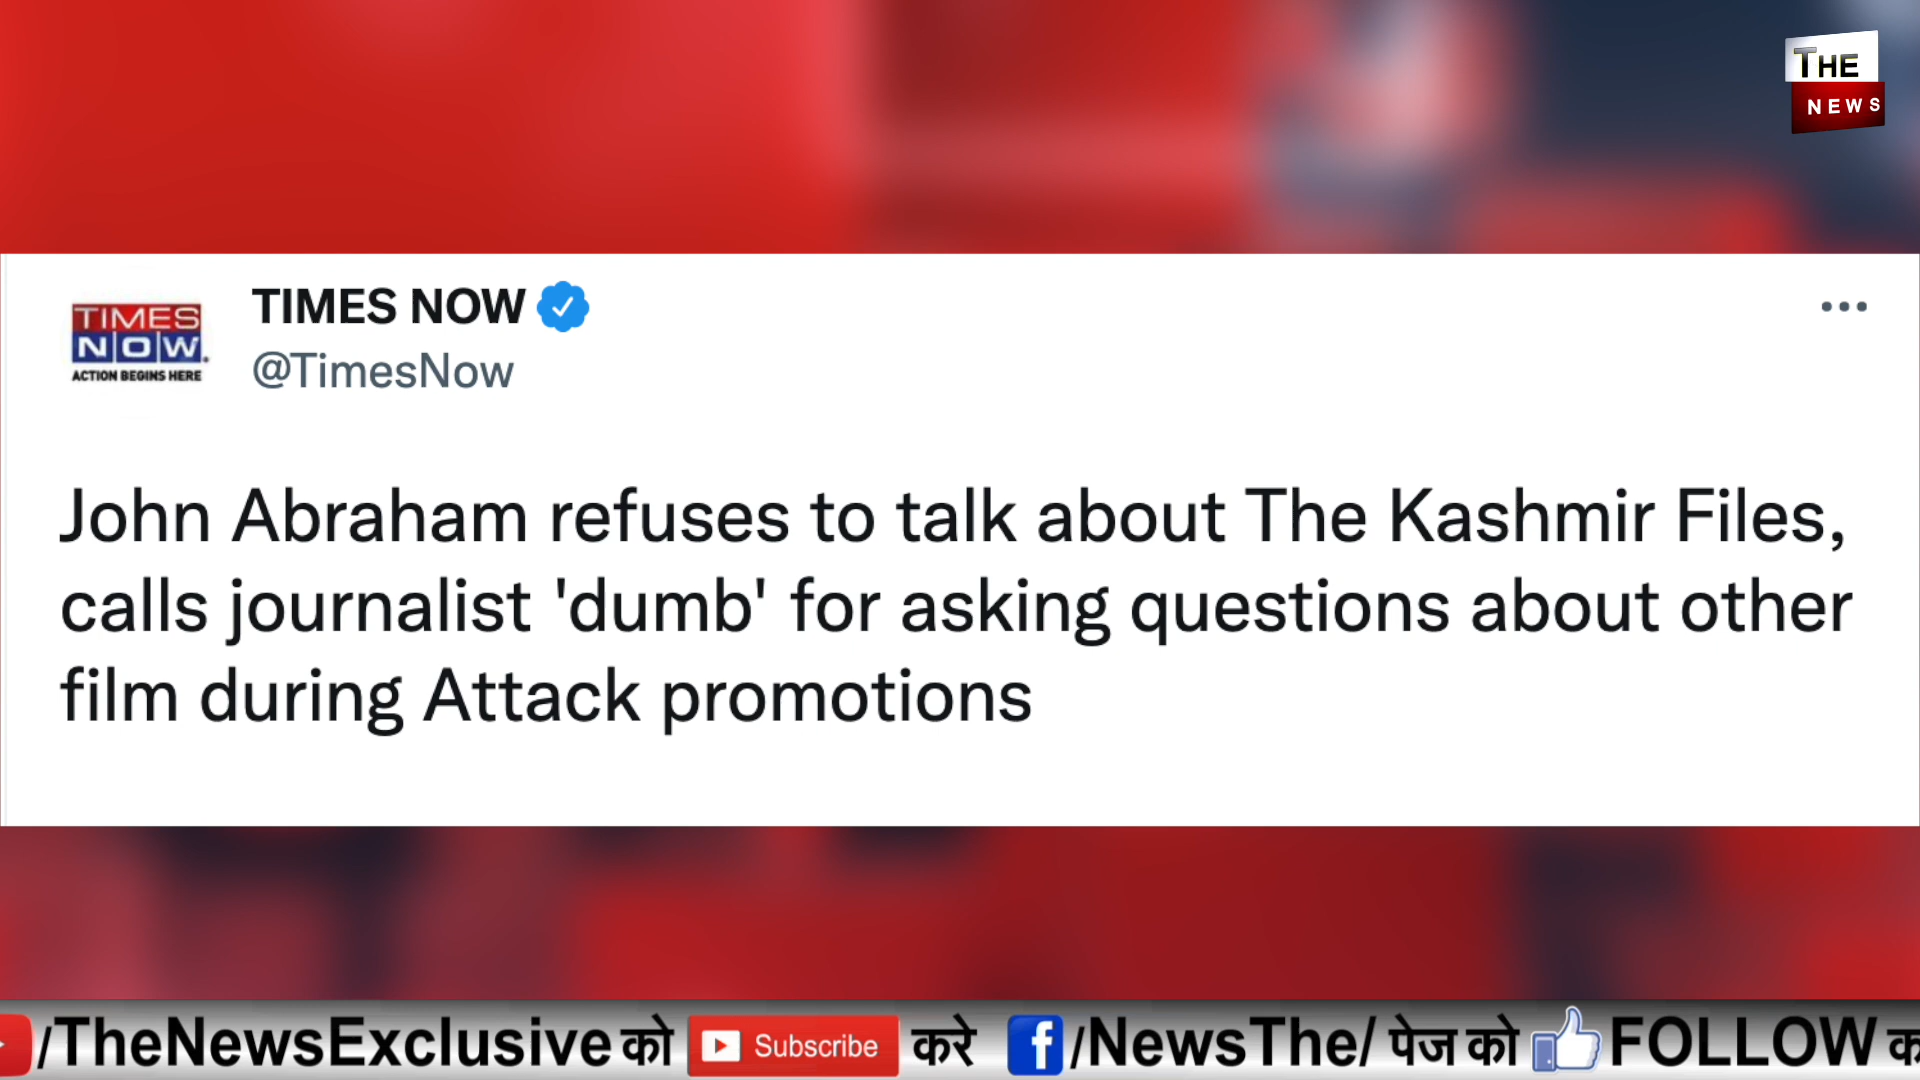 THE
NEWS
TIMES NOW
@TimesNow
TIMES
NOW
ACTION BEGINS HERE
John Abraham refuses to talk about The Kashmir Files,
calls journalist 'dumb' for asking questions about other
film during Attack promotions
/TheNewsExclusive को Subscribe करे f /NewsThe/ पेज को FOLLOW